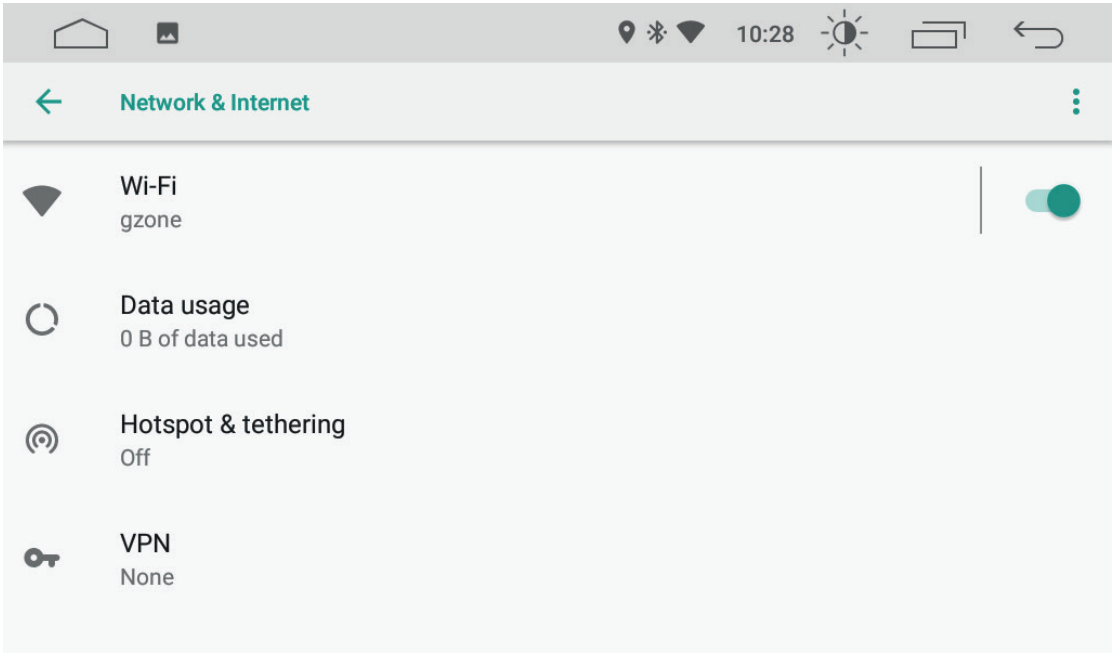 10:28
Network & Internet
Wi-Fi
gzone
Data usage
0 B of data used
Hotspot & tethering
Off
VPN
None